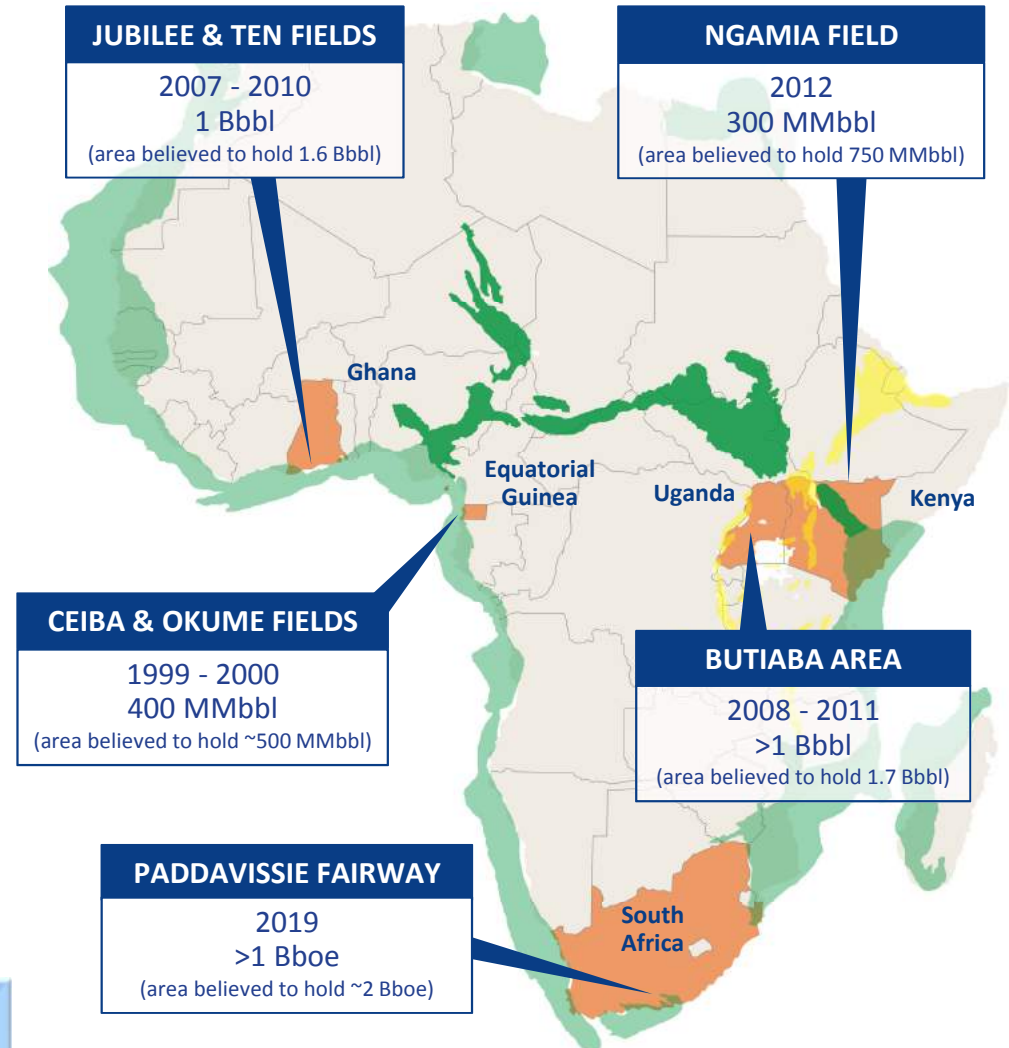 JUBILEE & TEN FIELDS
2007 - 2010
1 Bbbl
(area believed to hold 1.6 Bbbl)
NGAMIA FIELD
2012
300 MMbbl
(area believed to hold 750 MMbbl)
Ghana
Equatorial
Guinea
Uganda
Kenya
CEIBA & OKUME FIELDS
1999 - 2000
400 MMbbl
(area believed to hold ~500 MMbbl)
BUTIABA AREA
2008 - 2011
>1 Bbbl
(area believed to hold 1.7 Bbbl)
PADDAVISSIE FAIRWAY
2019
>1 Bboe
(area believed to hold ~2 Bboe)
South
Africa